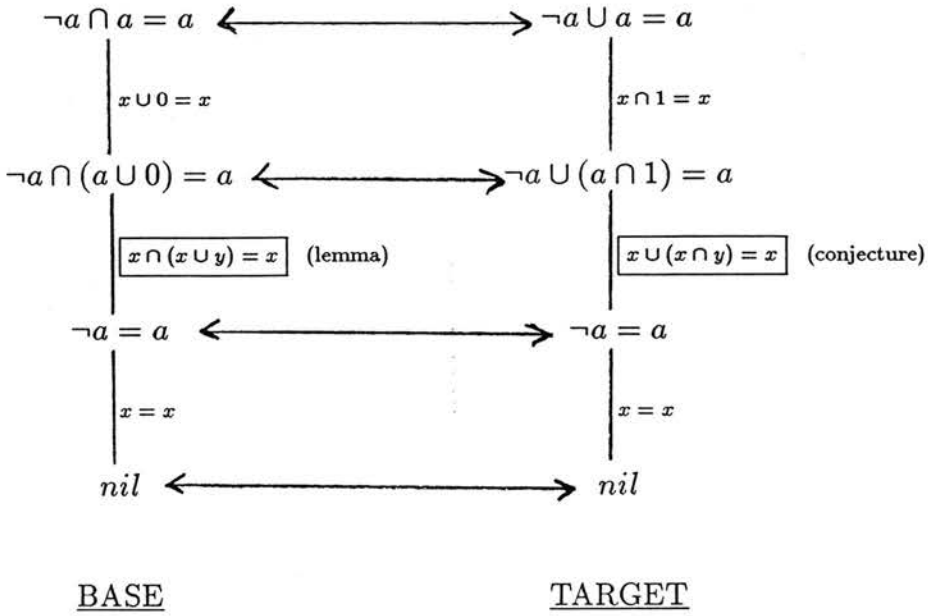 ¬a ∩ a = a ¬a ∪ a = a
x ∪ 0 = x x ∩ 1 = x
¬a ∩ (a ∪ 0) = a ¬a ∪ (a ∩ 1) = a
x ∩ (x ∪ y) = x (lemma) x ∪ (x ∩ y) = x (conjecture)
¬a = a ¬a = a
x = x x = x
nil nil
BASE TARGET